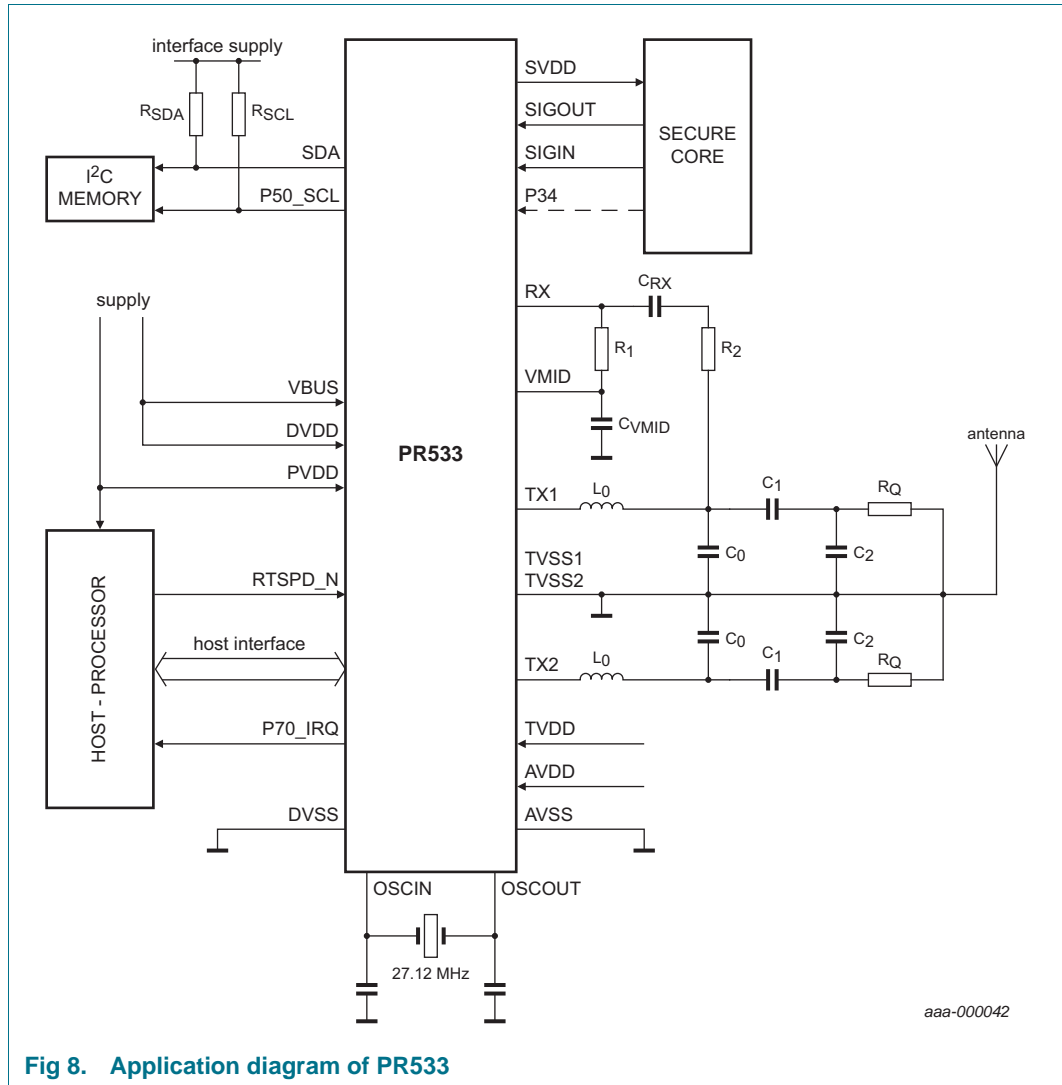 interface supply
RSDA
RSCL
SDA
P50_SCL
I2C
MEMORY
SVDD
SIGOUT
SIGIN
P34
SECURE
CORE
supply
VBUS
DVDD
PVDD
PR533
RX
CRX
R1
R2
VMID
CVMID
antenna
TX1
L0
C1
RQ
C0
C2
TVSS1
TVSS2
C0
C2
TX2
L0
C1
RQ
HOST - PROCESSOR
RTSPD_N
host interface
P70_IRQ
TVDD
AVDD
DVSS
AVSS
OSCIN
OSCOUT
27.12 MHz
aaa-000042
Fig 8. Application diagram of PR533